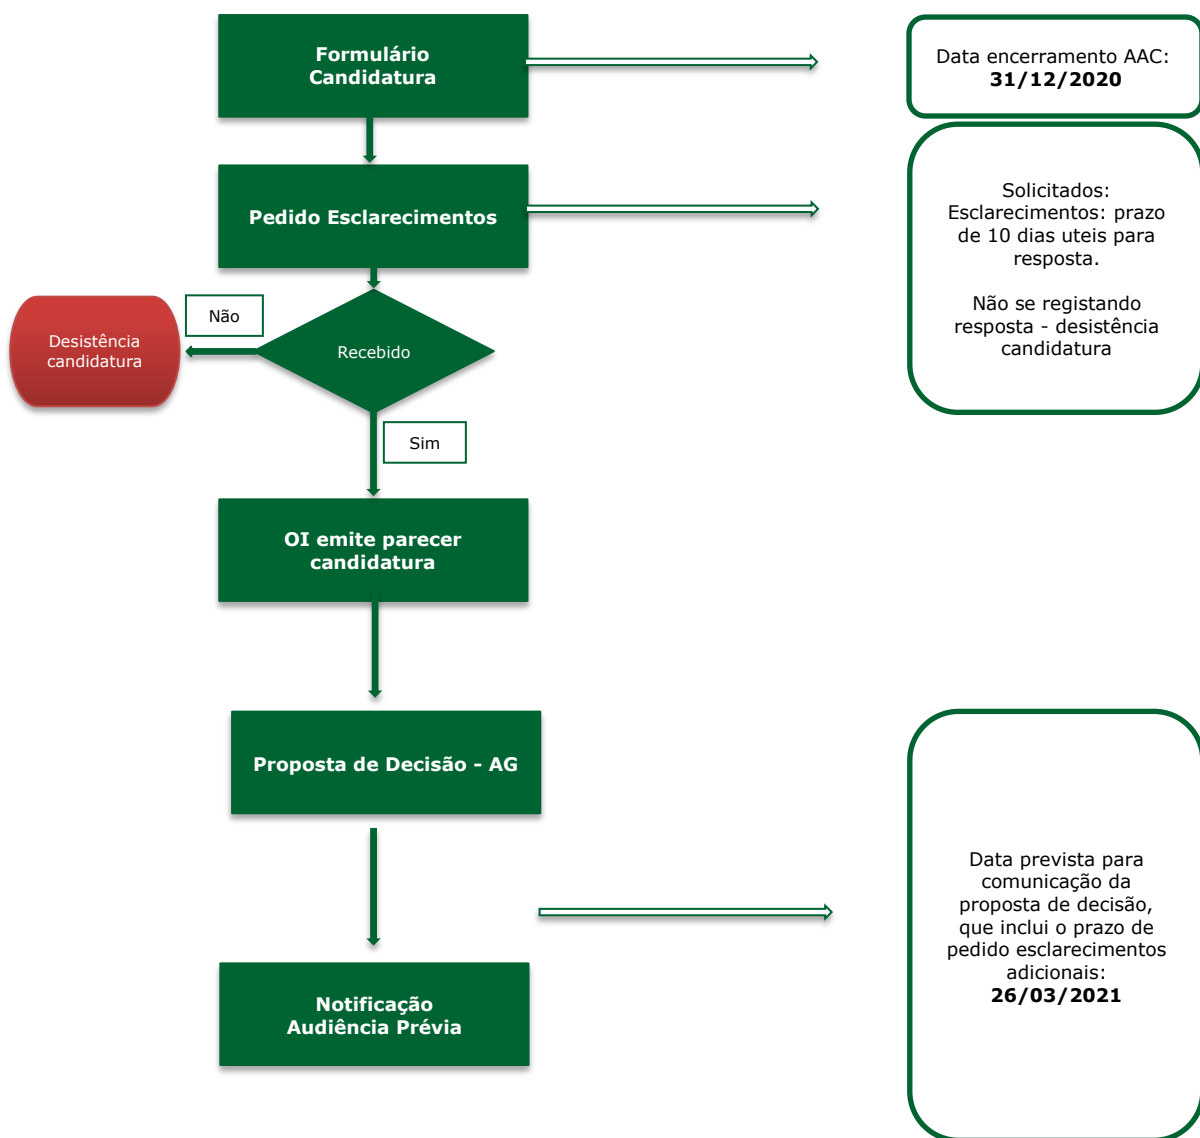 Formulário
Candidatura
Data encerramento AAC:
31/12/2020
Pedido Esclarecimentos
Solicitados:
Esclarecimentos: prazo
de 10 dias uteis para
resposta.
Não se registando
resposta - desistência
candidatura
Não
Desistência
candidatura
Recebido
Sim
OI emite parecer
candidatura
Proposta de Decisão - AG
Data prevista para
comunicação da
proposta de decisão,
que inclui o prazo de
pedido esclarecimentos
adicionais:
26/03/2021
Notificação
Audiência Prévia